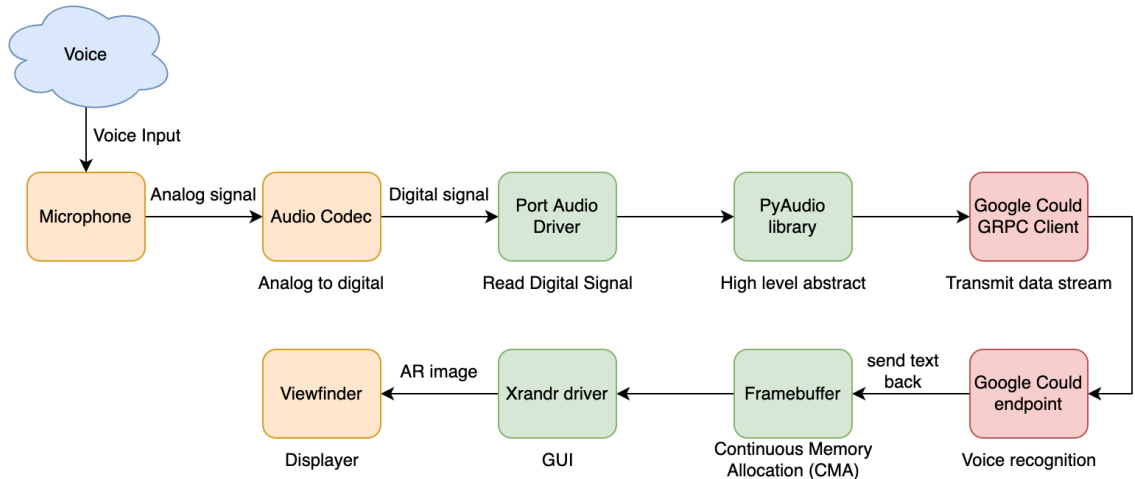 Voice
Voice Input
Microphone
Analog signal
Audio Codec
Analog to digital
Digital signal
Port Audio
Driver
Read Digital Signal
PyAudio
library
High level abstract
Google Could
GRPC Client
Transmit data stream
Google Could
endpoint
Voice recognition
send text
back
Framebuffer
Continuous Memory
Allocation (CMA)
Xrandr driver
GUI
AR image
Viewfinder
Displayer